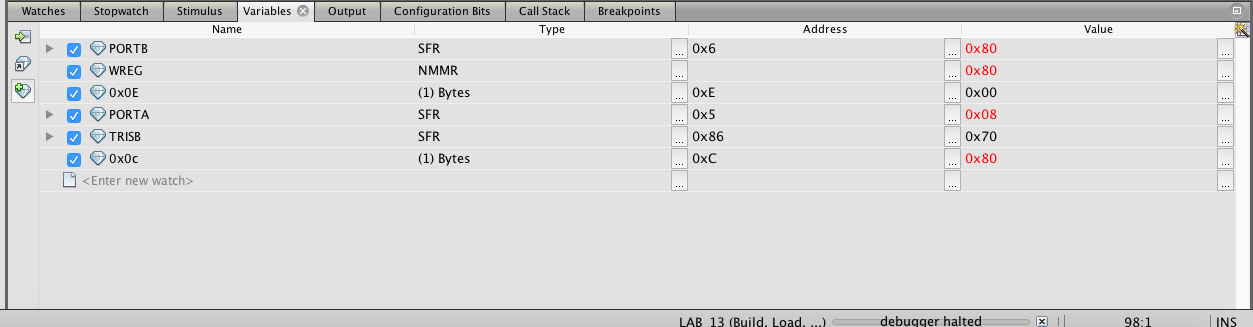 Watches Stopwatch Stimulus Variables Output Configuration Bits Call Stack Breakpoints
Name Type Address Value
PORTB SFR ... 0x6 ... 0x80 ...
WREG NMMR ... ... 0x80 ...
0x0E (1) Bytes ... 0xE ... 0x00 ...
PORTA SFR ... 0x5 ... 0x08 ...
TRISB SFR ... 0x86 ... 0x70 ...
0x0c (1) Bytes ... 0xC ... 0x80 ...
<Enter new watch> ... ... ...
LAB_13 (Build, Load, ...) debugger halted 98:1 INS